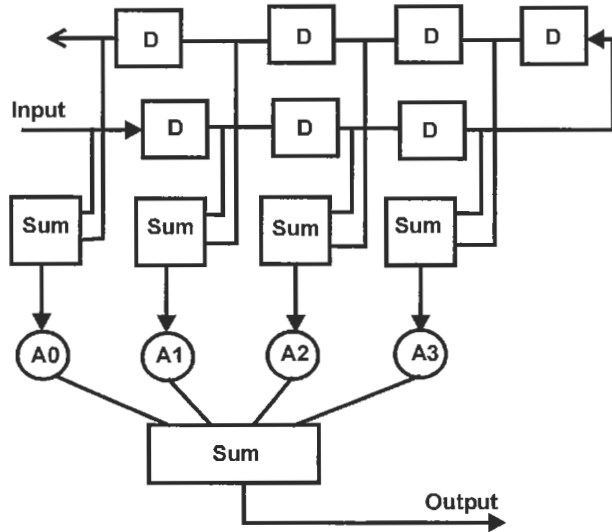 D D D D
Input
D D D
Sum Sum Sum Sum
A0 A1 A2 A3
Sum
Output